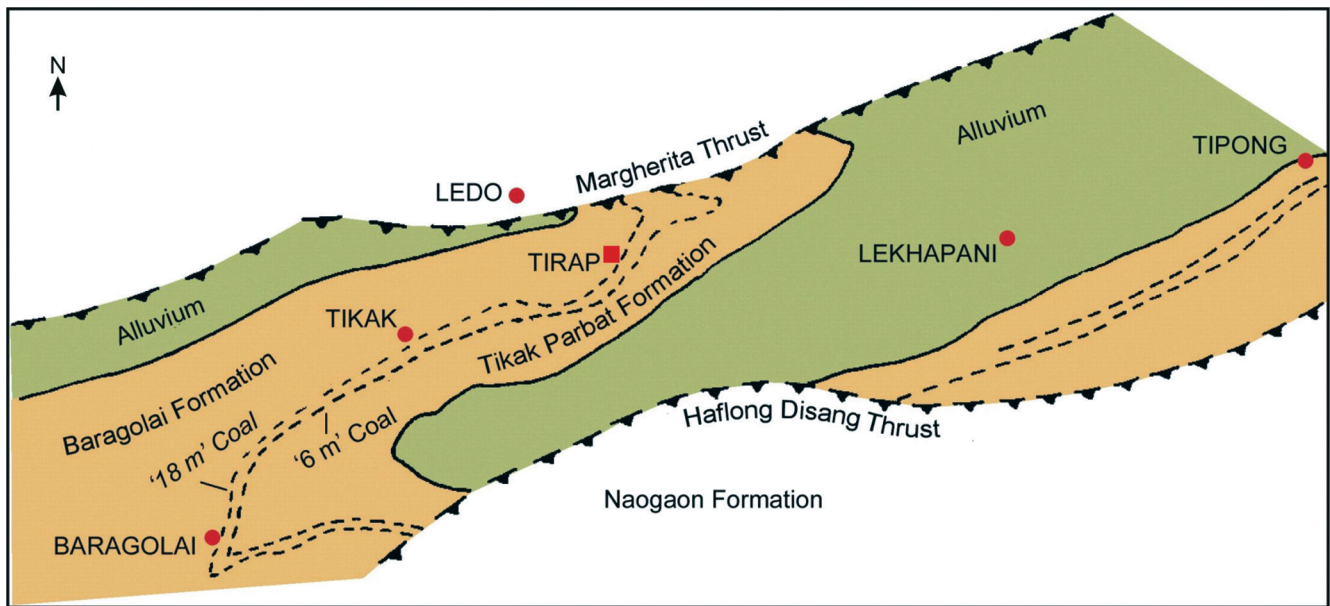 N
Margherita Thrust
Alluvium
TIPONG
LEDO
TIRAP
LEKHAPANI
Alluvium
TIKAK
Tikak Parbat Formation
Baragolai Formation
Haflong Disang Thrust
‘18 m’ Coal
‘6 m’ Coal
Naogaon Formation
BARAGOLAI